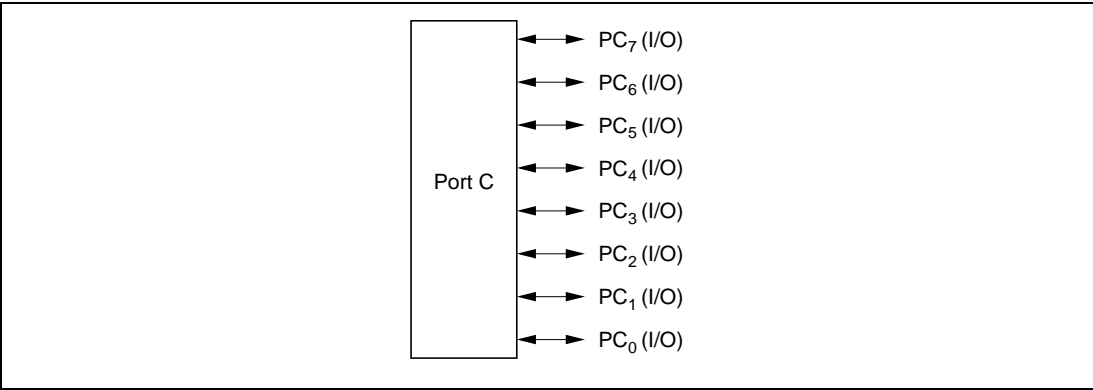 PC7 (I/O)
PC6 (I/O)
PC5 (I/O)
PC4 (I/O)
Port C
PC3 (I/O)
PC2 (I/O)
PC1 (I/O)
PC0 (I/O)